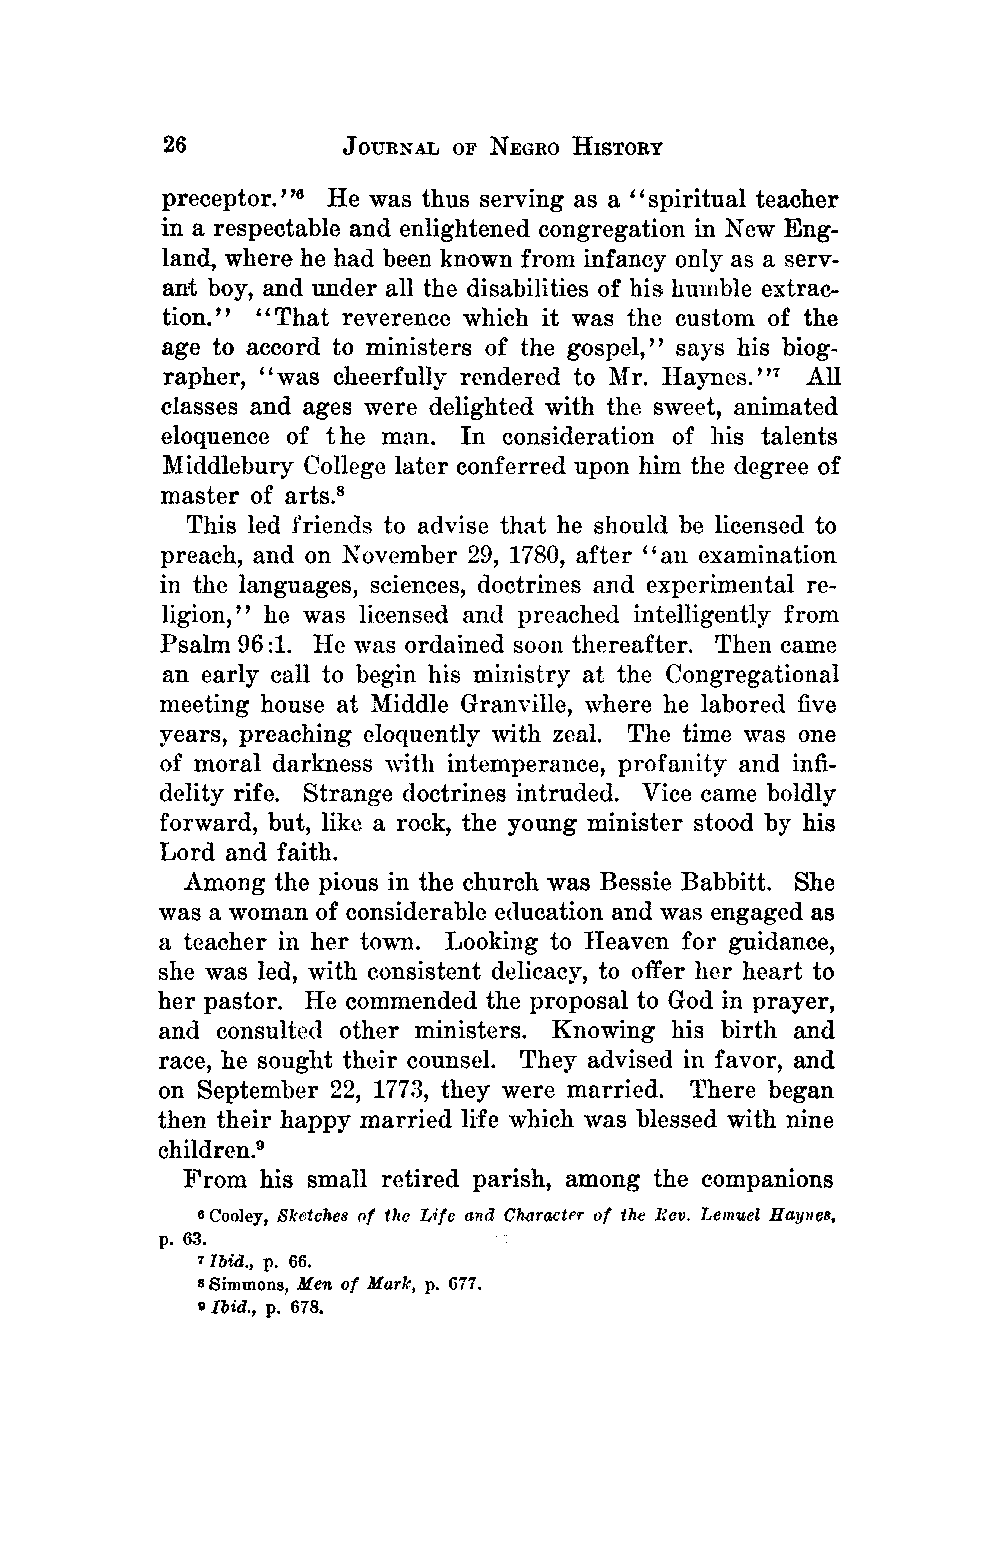 26 JOURNAL OF NEGRO HISTORY
preceptor.''⁶ He was thus serving as a ''spiritual teacher
in a respectable and enlightened congregation in New Eng-
land, where he had been known from infancy only as a serv-
ant boy, and under all the disabilities of his humble extrac-
tion.'' ''That reverence which it was the custom of the
age to accord to ministers of the gospel,'' says his biog-
rapher, ''was cheerfully rendered to Mr. Haynes.''⁷ All
classes and ages were delighted with the sweet, animated
eloquence of the man. In consideration of his talents
Middlebury College later conferred upon him the degree of
master of arts.⁸
This led friends to advise that he should be licensed to
preach, and on November 29, 1780, after ''an examination
in the languages, sciences, doctrines and experimental re-
ligion,'' he was licensed and preached intelligently from
Psalm 96:1. He was ordained soon thereafter. Then came
an early call to begin his ministry at the Congregational
meeting house at Middle Granville, where he labored five
years, preaching eloquently with zeal. The time was one
of moral darkness with intemperance, profanity and infi-
delity rife. Strange doctrines intruded. Vice came boldly
forward, but, like a rock, the young minister stood by his
Lord and faith.
Among the pious in the church was Bessie Babbitt. She
was a woman of considerable education and was engaged as
a teacher in her town. Looking to Heaven for guidance,
she was led, with consistent delicacy, to offer her heart to
her pastor. He commended the proposal to God in prayer,
and consulted other ministers. Knowing his birth and
race, he sought their counsel. They advised in favor, and
on September 22, 1773, they were married. There began
then their happy married life which was blessed with nine
children.⁹
From his small retired parish, among the companions
⁶ Cooley, Sketches of the Life and Character of the Rev. Lemuel Haynes,
p. 63.
⁷ Ibid., p. 66.
⁸ Simmons, Men of Mark, p. 677.
⁹ Ibid., p. 678.